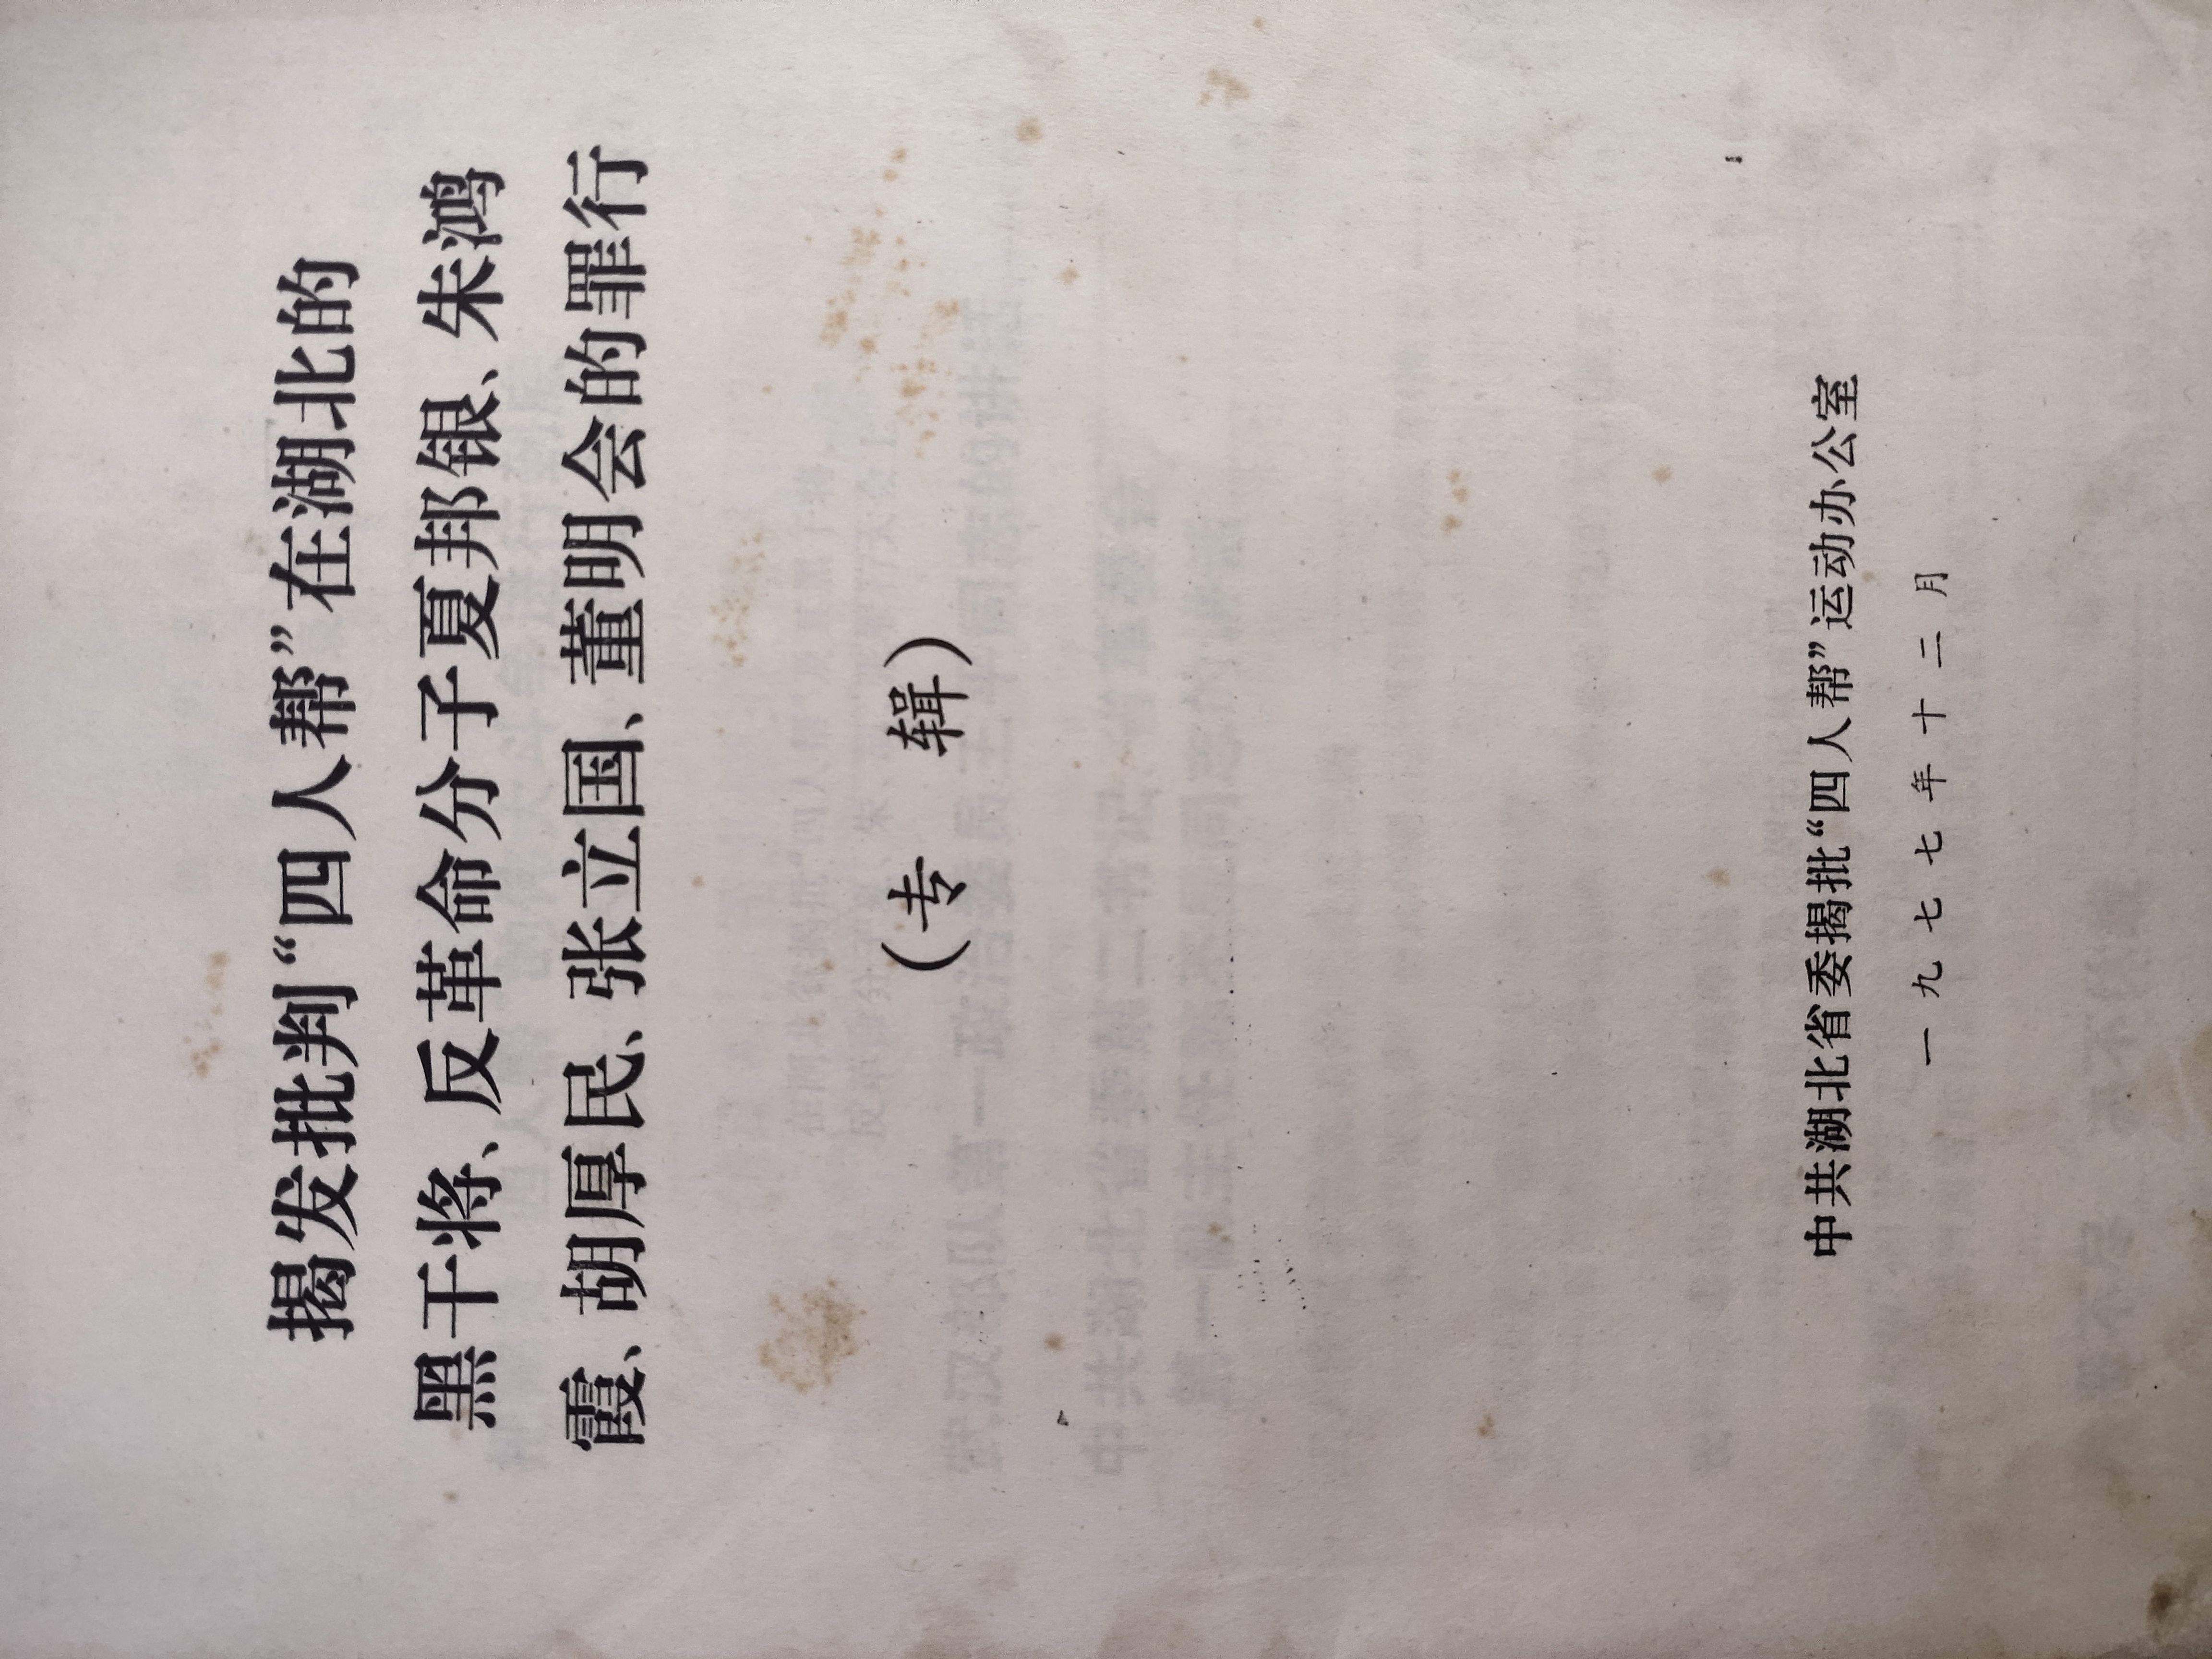 揭发批判“四人帮”在湖北的
黑干将、反革命分子夏邦银、朱鸿
霞、胡厚民、张立国、董明会的罪行
（专　辑）
中共湖北省委揭批“四人帮”运动办公室
一九七七年十二月